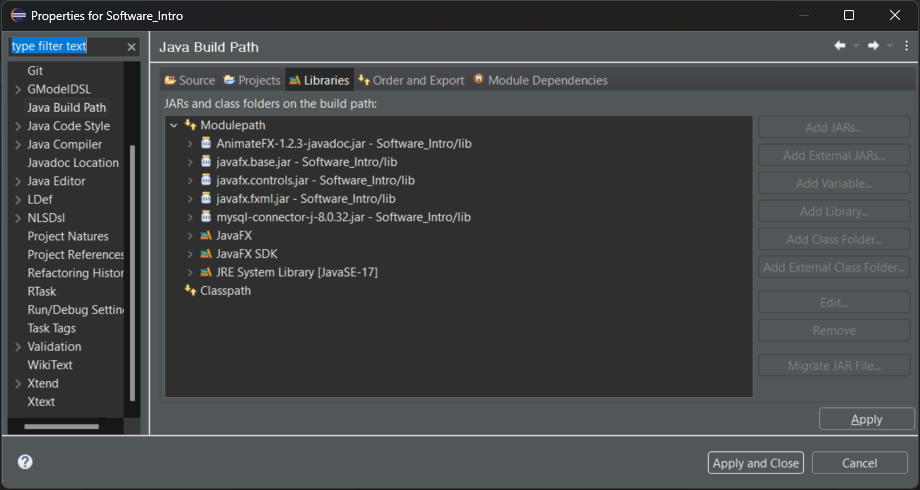 Properties for Software_Intro
type filter text
Java Build Path
Git
GModelDSL
Java Build Path
Java Code Style
Java Compiler
Javadoc Location
Java Editor
LDef
NLSDsl
Project Natures
Project References
Refactoring Histor
RTask
Run/Debug Settin
Task Tags
Validation
WikiText
Xtend
Xtext
Source
Projects
Libraries
Order and Export
Module Dependencies
JARs and class folders on the build path:
Modulepath
AnimateFX-1.2.3-javadoc.jar - Software_Intro/lib
javafx.base.jar - Software_Intro/lib
javafx.controls.jar - Software_Intro/lib
javafx.fxml.jar - Software_Intro/lib
mysql-connector-j-8.0.32.jar - Software_Intro/lib
JavaFX
JavaFX SDK
JRE System Library [JavaSE-17]
Classpath
Add JARs...
Add External JARs...
Add Variable...
Add Library...
Add Class Folder...
Add External Class Folder...
Edit...
Remove
Migrate JAR File...
Apply
Apply and Close
Cancel